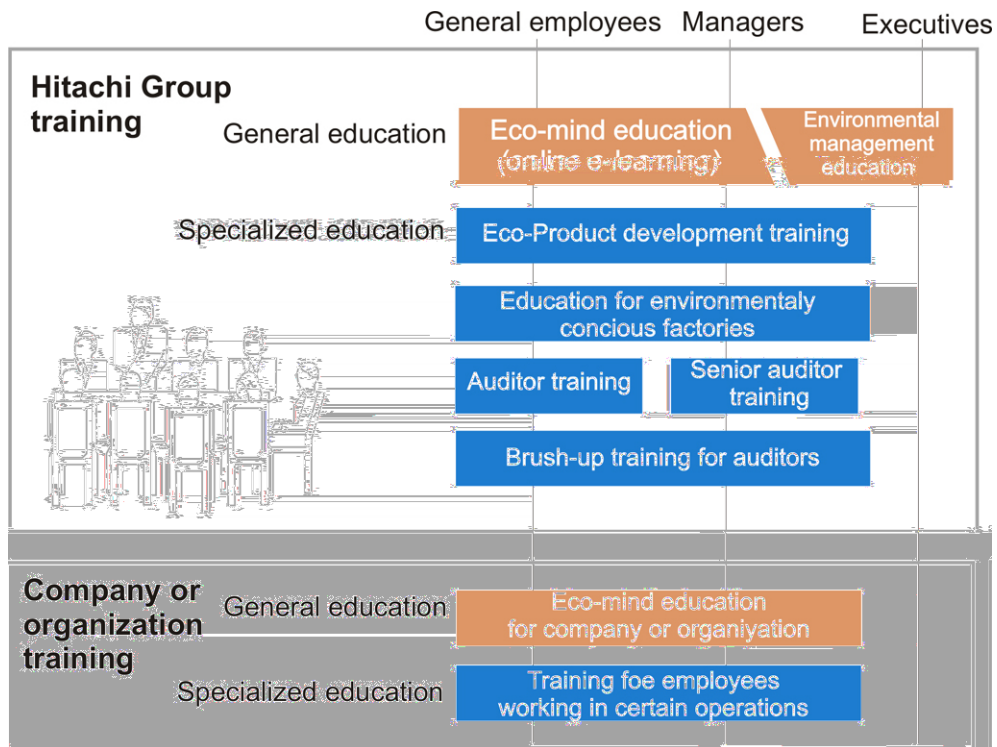 General employees Managers Executives
Hitachi Group
training
General education
Eco-mind education
(online e-learning)
Environmental
management
education
Specialized education
Eco-Product development training
Education for environmentaly
concious factories
Auditor training
Senior auditor
training
Brush-up training for auditors
Company or
organization
training
General education
Eco-mind education
for company or organiyation
Specialized education
Training foe employees
working in certain operations